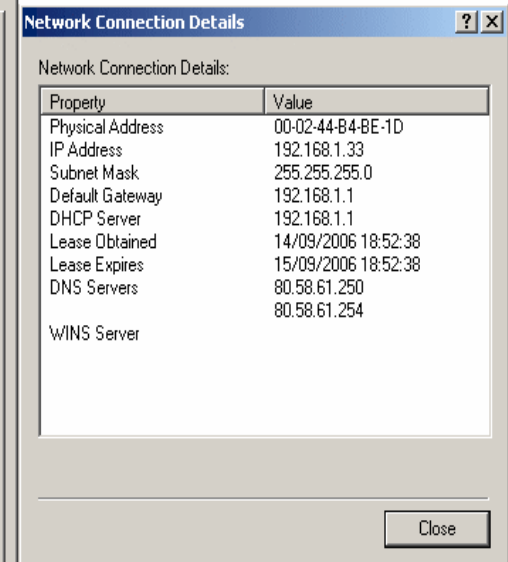 Network Connection Details
Network Connection Details:
Property Value
Physical Address 00-02-44-B4-BE-1D
IP Address 192.168.1.33
Subnet Mask 255.255.255.0
Default Gateway 192.168.1.1
DHCP Server 192.168.1.1
Lease Obtained 14/09/2006 18:52:38
Lease Expires 15/09/2006 18:52:38
DNS Servers 80.58.61.250
80.58.61.254
WINS Server
Close